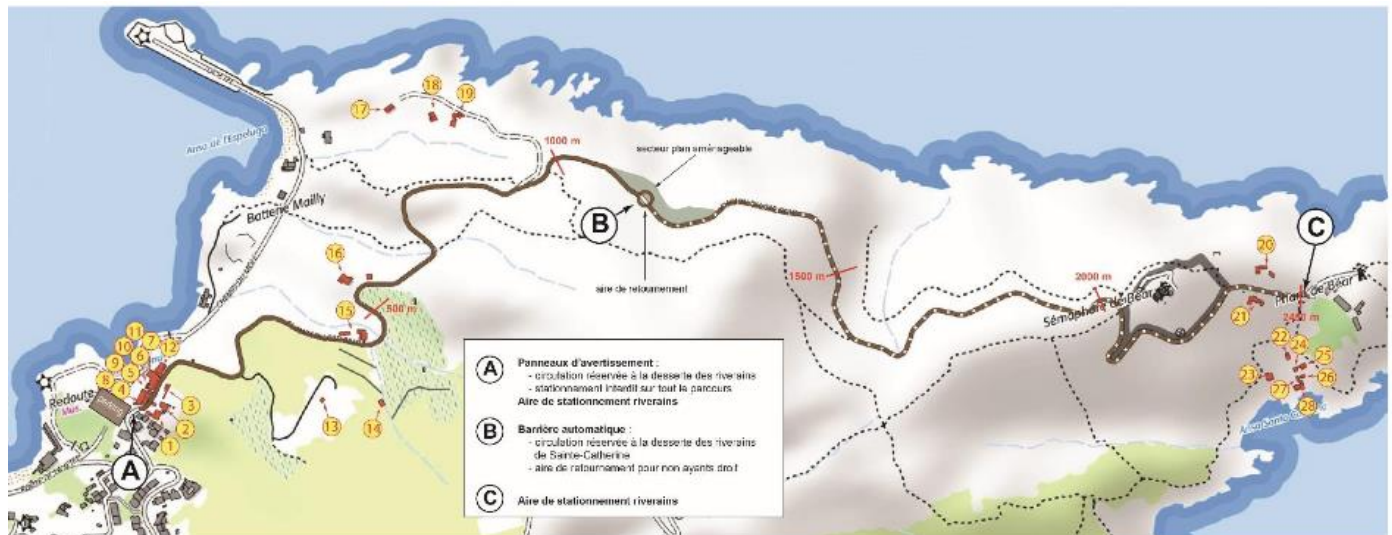 18
19
17
1000 m
secteur plan aménageable
Ansa de l'Espeluga
B
C
Batterie Mailly
20
16
1500 m
2000 m
aire de retournement
Sémaphore de Béar
Phare de Béar
500 m
21
2450 m
15
11
10
7
12
9
6
8
5
4
Redoute
parking
3
2
1
13
14
22
24
25
23
27
26
28
A
A
Panneaux d'avertissement :
- circulation réservée à la desserte des riverains
- stationnement interdit sur tout le parcours
Aire de stationnement riverains
B
Barrière automatique :
- circulation réservée à la desserte des riverains
de Sainte-Catherine
- aire de retournement pour non ayants droit
C
Aire de stationnement riverains